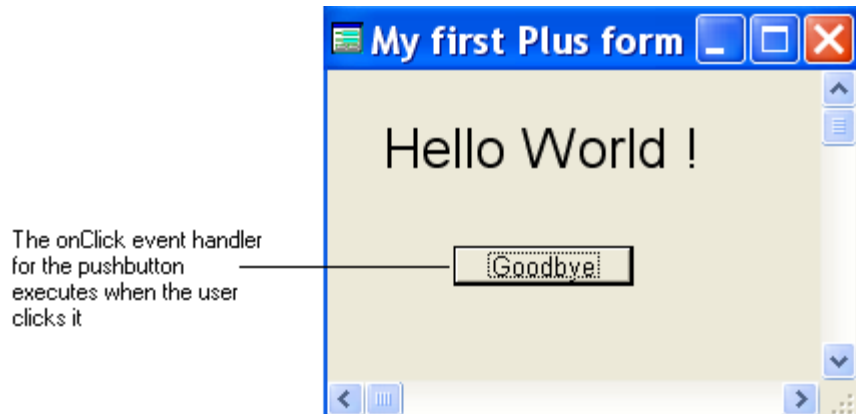 My first Plus form
Hello World !
The onClick event handler
for the pushbutton
executes when the user
clicks it
Goodbye